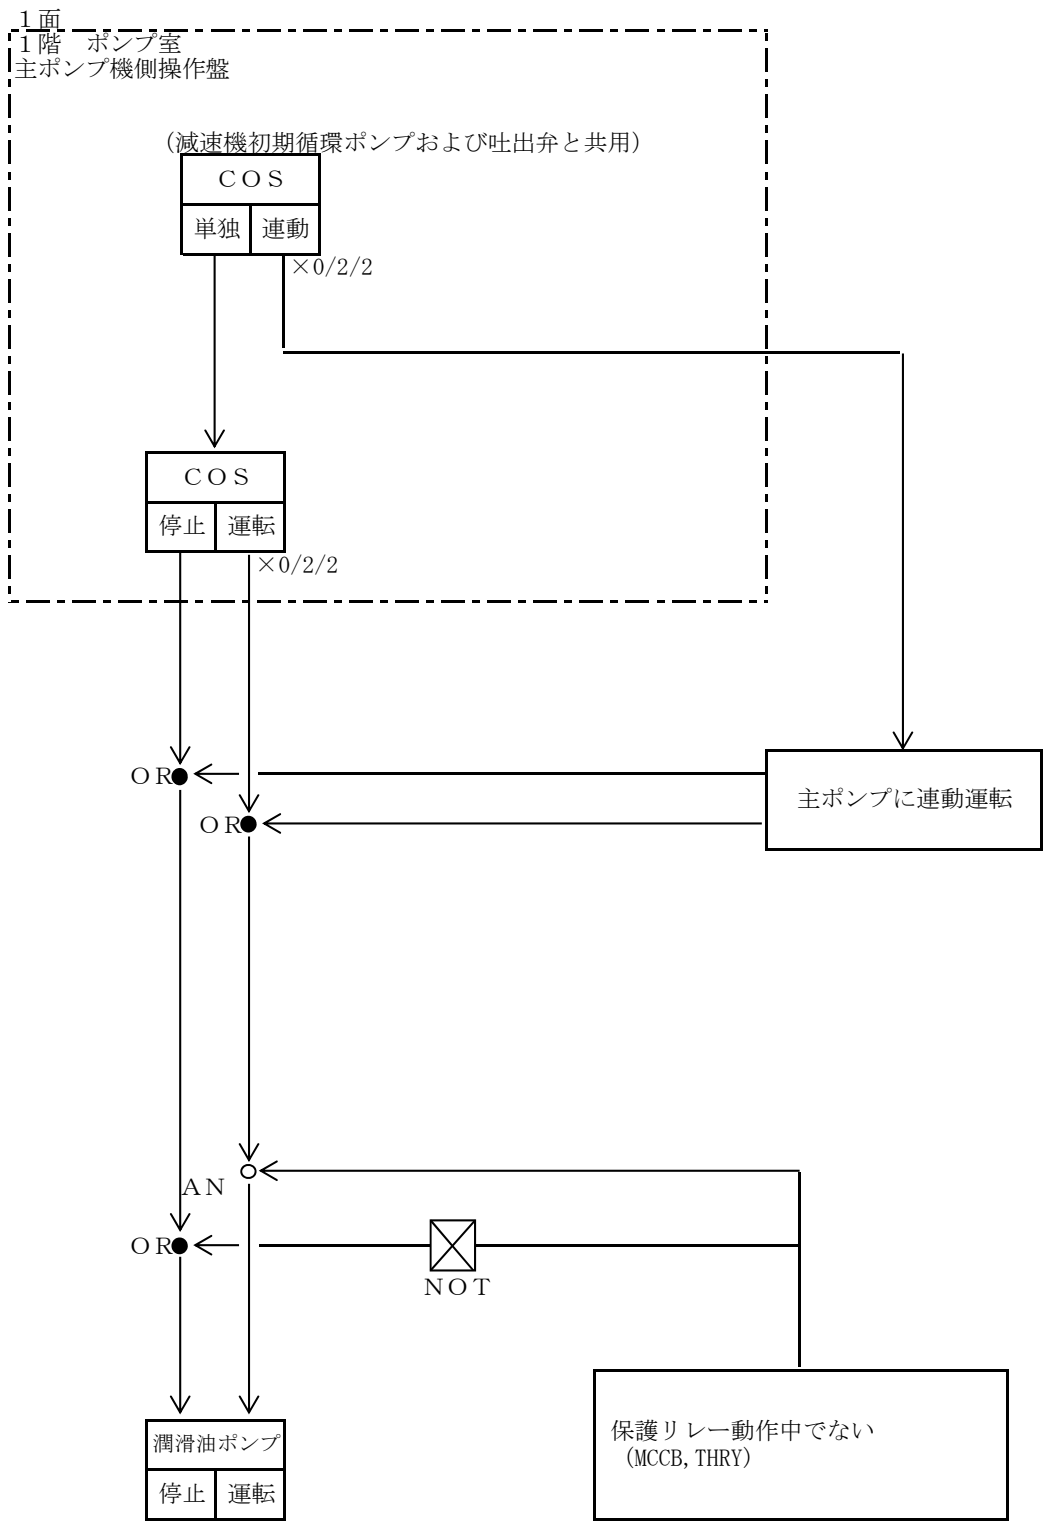 １面
１階　ポンプ室
主ポンプ機側操作盤
（減速機初期循環ポンプおよび吐出弁と共用）
ＣＯＳ
単独 連動
×0/2/2
ＣＯＳ
停止 運転
×0/2/2
ＯＲ
主ポンプに連動運転
ＯＲ
ＡＮ
ＯＲ
ＮＯＴ
潤滑油ポンプ
停止 運転
保護リレー動作中でない
（MCCB,THRY）